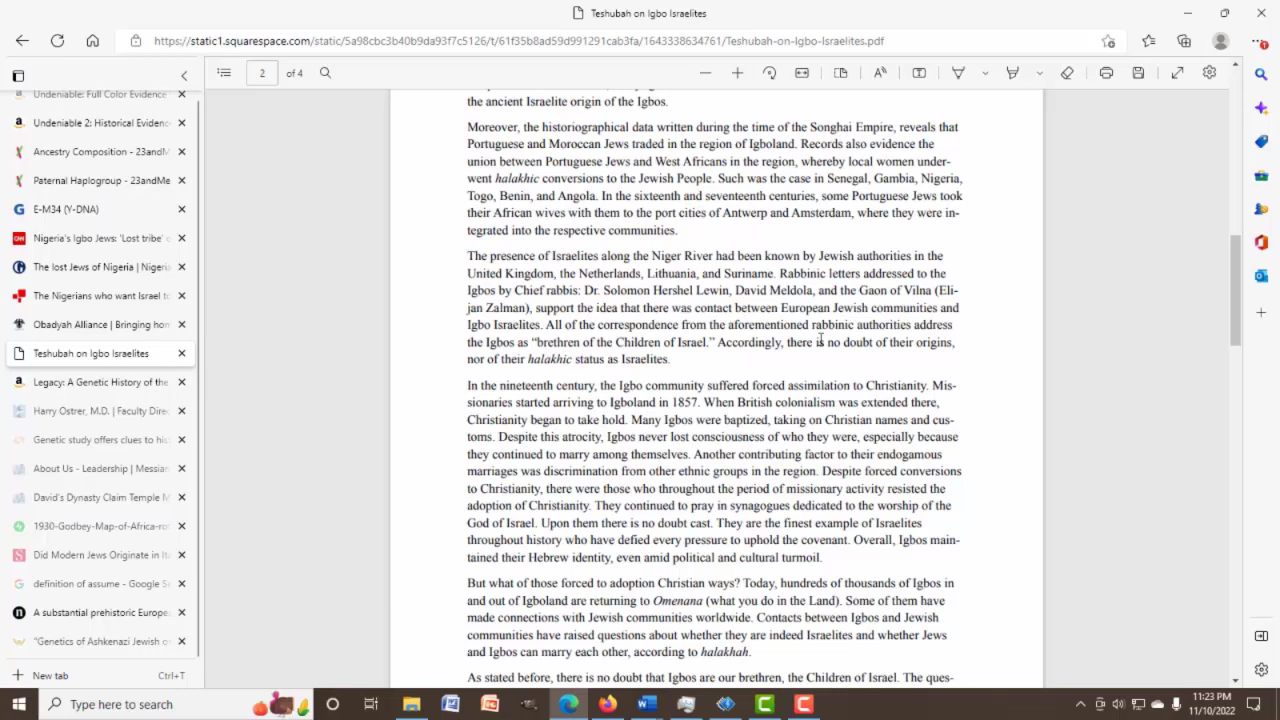 Teshubah on Igbo Israelites
https://static1.squarespace.com/static/5a98cbc3b40b9da93f7c5126/t/61f35b8ad59d991291cab3fa/1643338634761/Teshubah-on-Igbo-Israelites.pdf
2 of 4
Undeniable: Full Color Evidence
Undeniable 2: Historical Evidenc
Ancestry Composition - 23andM
Paternal Haplogroup - 23andMe
E-M34 (Y-DNA)
Nigeria's Igbo Jews: 'Lost tribe' o
The lost Jews of Nigeria | Nigeria
The Nigerians who want Israel to
Obadyah Alliance | Bringing hom
Teshubah on Igbo Israelites
Legacy: A Genetic History of the
Harry Ostrer, M.D. | Faculty Direc
Genetic study offers clues to his
About Us - Leadership | Messian
David's Dynasty Claim Temple M
1930-Godbey-Map-of-Africa-ro
Did Modern Jews Originate in Ita
definition of assume - Google Se
A substantial prehistoric Europe
"Genetics of Ashkenazi Jewish o
New tab Ctrl+T
the ancient Israelite origin of the Igbos.
Moreover, the historiographical data written during the time of the Songhai Empire, reveals that
Portuguese and Moroccan Jews traded in the region of Igboland. Records also evidence the
union between Portuguese Jews and West Africans in the region, whereby local women under-
went halakhic conversions to the Jewish People. Such was the case in Senegal, Gambia, Nigeria,
Togo, Benin, and Angola. In the sixteenth and seventeenth centuries, some Portuguese Jews took
their African wives with them to the port cities of Antwerp and Amsterdam, where they were in-
tegrated into the respective communities.
The presence of Israelites along the Niger River had been known by Jewish authorities in the
United Kingdom, the Netherlands, Lithuania, and Suriname. Rabbinic letters addressed to the
Igbos by Chief rabbis: Dr. Solomon Hershel Lewin, David Meldola, and the Gaon of Vilna (Eli-
jan Zalman), support the idea that there was contact between European Jewish communities and
Igbo Israelites. All of the correspondence from the aforementioned rabbinic authorities address
the Igbos as “brethren of the Children of Israel.” Accordingly, there is no doubt of their origins,
nor of their halakhic status as Israelites.
In the nineteenth century, the Igbo community suffered forced assimilation to Christianity. Mis-
sionaries started arriving to Igboland in 1857. When British colonialism was extended there,
Christianity began to take hold. Many Igbos were baptized, taking on Christian names and cus-
toms. Despite this atrocity, Igbos never lost consciousness of who they were, especially because
they continued to marry among themselves. Another contributing factor to their endogamous
marriages was discrimination from other ethnic groups in the region. Despite forced conversions
to Christianity, there were those who throughout the period of missionary activity resisted the
adoption of Christianity. They continued to pray in synagogues dedicated to the worship of the
God of Israel. Upon them there is no doubt cast. They are the finest example of Israelites
throughout history who have defied every pressure to uphold the covenant. Overall, Igbos main-
tained their Hebrew identity, even amid political and cultural turmoil.
But what of those forced to adoption Christian ways? Today, hundreds of thousands of Igbos in
and out of Igboland are returning to Omenana (what you do in the Land). Some of them have
made connections with Jewish communities worldwide. Contacts between Igbos and Jewish
communities have raised questions about whether they are indeed Israelites and whether Jews
and Igbos can marry each other, according to halakhah.
As stated before, there is no doubt that Igbos are our brethren, the Children of Israel. The ques-
Type here to search
11:23 PM
11/10/2022